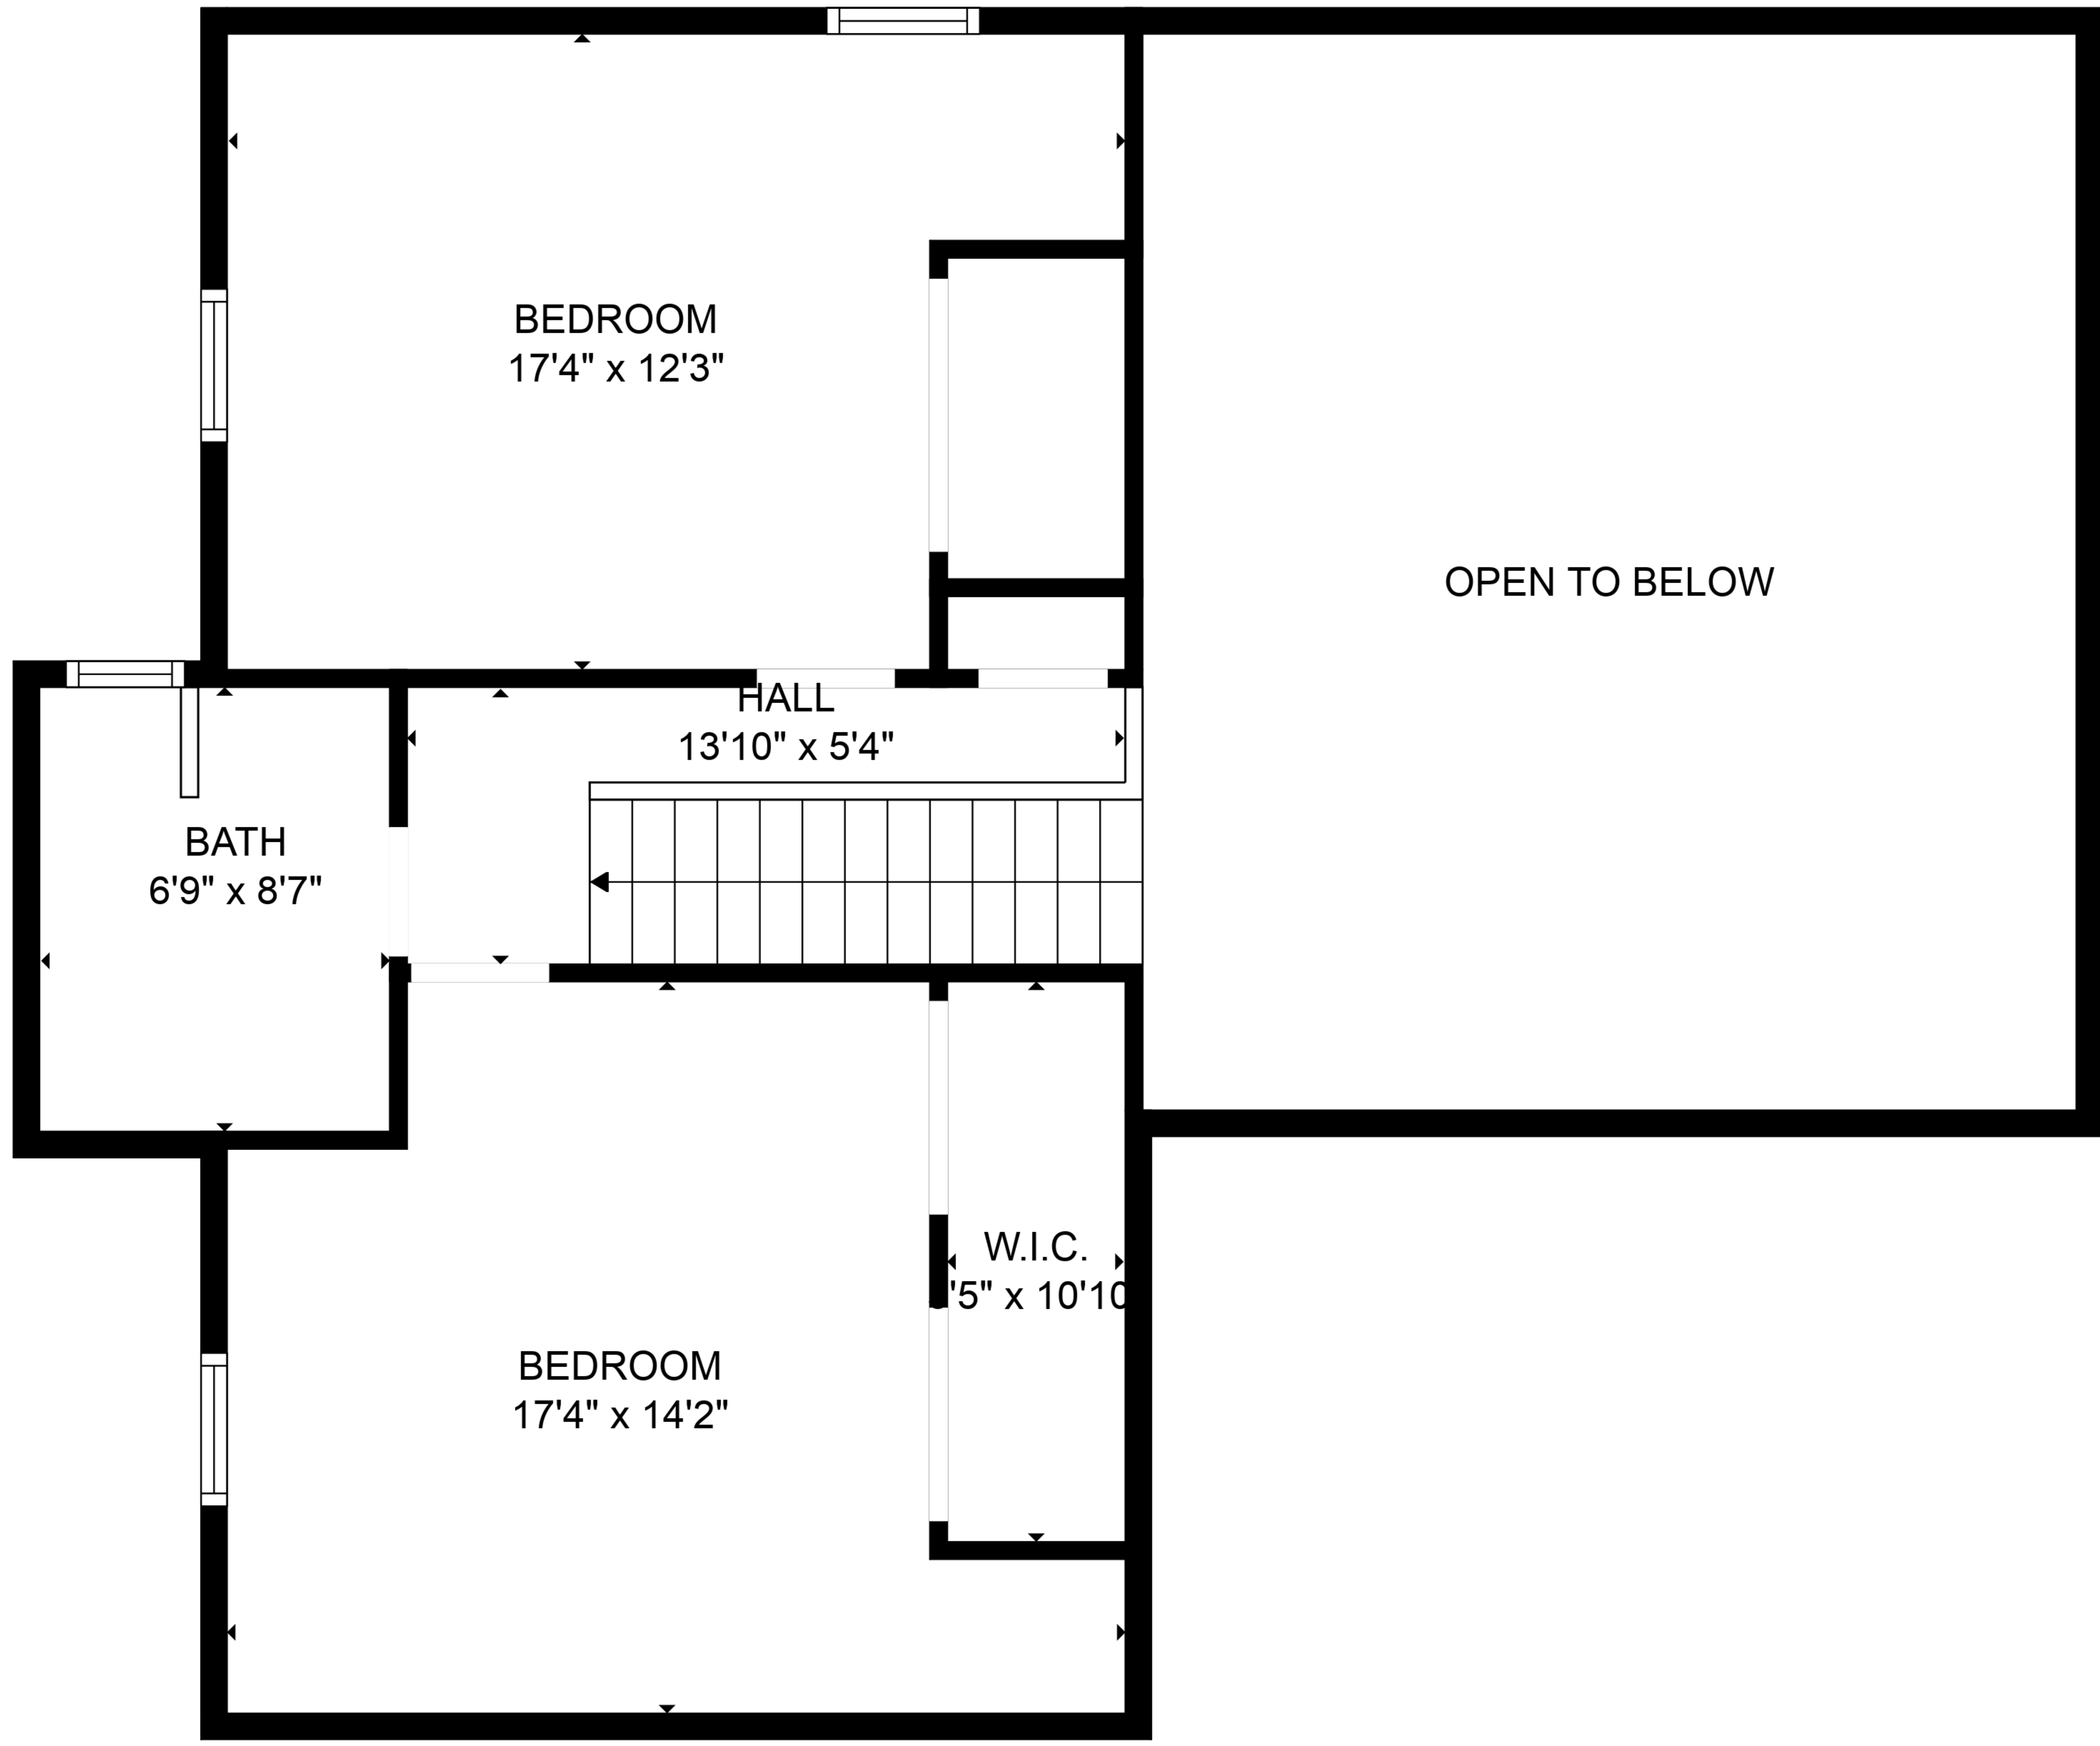 BEDROOM
17'4" x 12'3"
OPEN TO BELOW
HALL
13'10" x 5'4"
BATH
6'9" x 8'7"
W.I.C.
'5" x 10'10
BEDROOM
17'4" x 14'2"